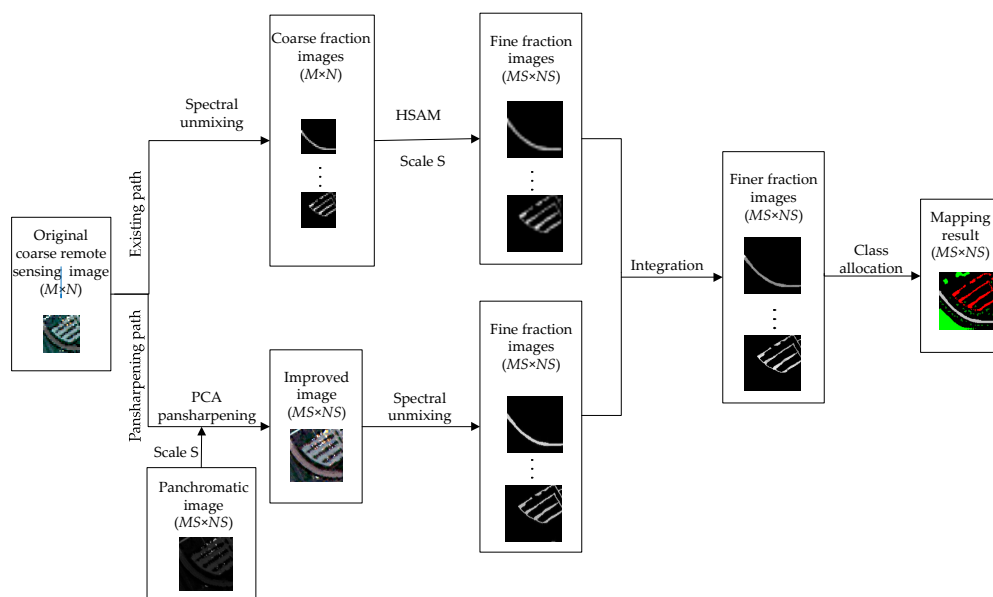 Original
coarse remote
sensing image
(M×N)
Existing path
Pansharpening path
Spectral
unmixing
Coarse fraction
images
(M×N)
HSAM
Scale S
Fine fraction
images
(MS×NS)
PCA
pansharpening
Scale S
Panchromatic
image
(MS×NS)
Improved
image
(MS×NS)
Spectral
unmixing
Fine fraction
images
(MS×NS)
Integration
Finer fraction
images
(MS×NS)
Class
allocation
Mapping
result
(MS×NS)